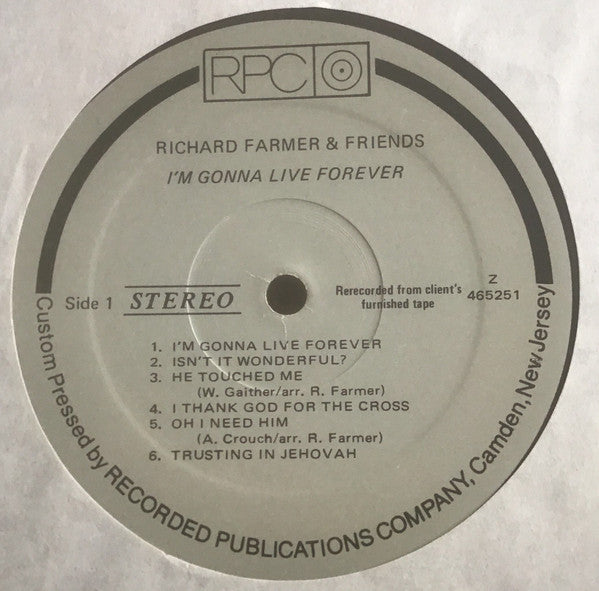 RPC
RICHARD FARMER & FRIENDS
I'M GONNA LIVE FOREVER
Side 1 STEREO
Rerecorded from client's
furnished tape
Z
465251
1. I'M GONNA LIVE FOREVER
2. ISN'T IT WONDERFUL?
3. HE TOUCHED ME
(W. Gaither/arr. R. Farmer)
4. I THANK GOD FOR THE CROSS
5. OH I NEED HIM
(A. Crouch/arr. R. Farmer)
6. TRUSTING IN JEHOVAH
Custom Pressed by RECORDED PUBLICATIONS COMPANY, Camden, New Jersey